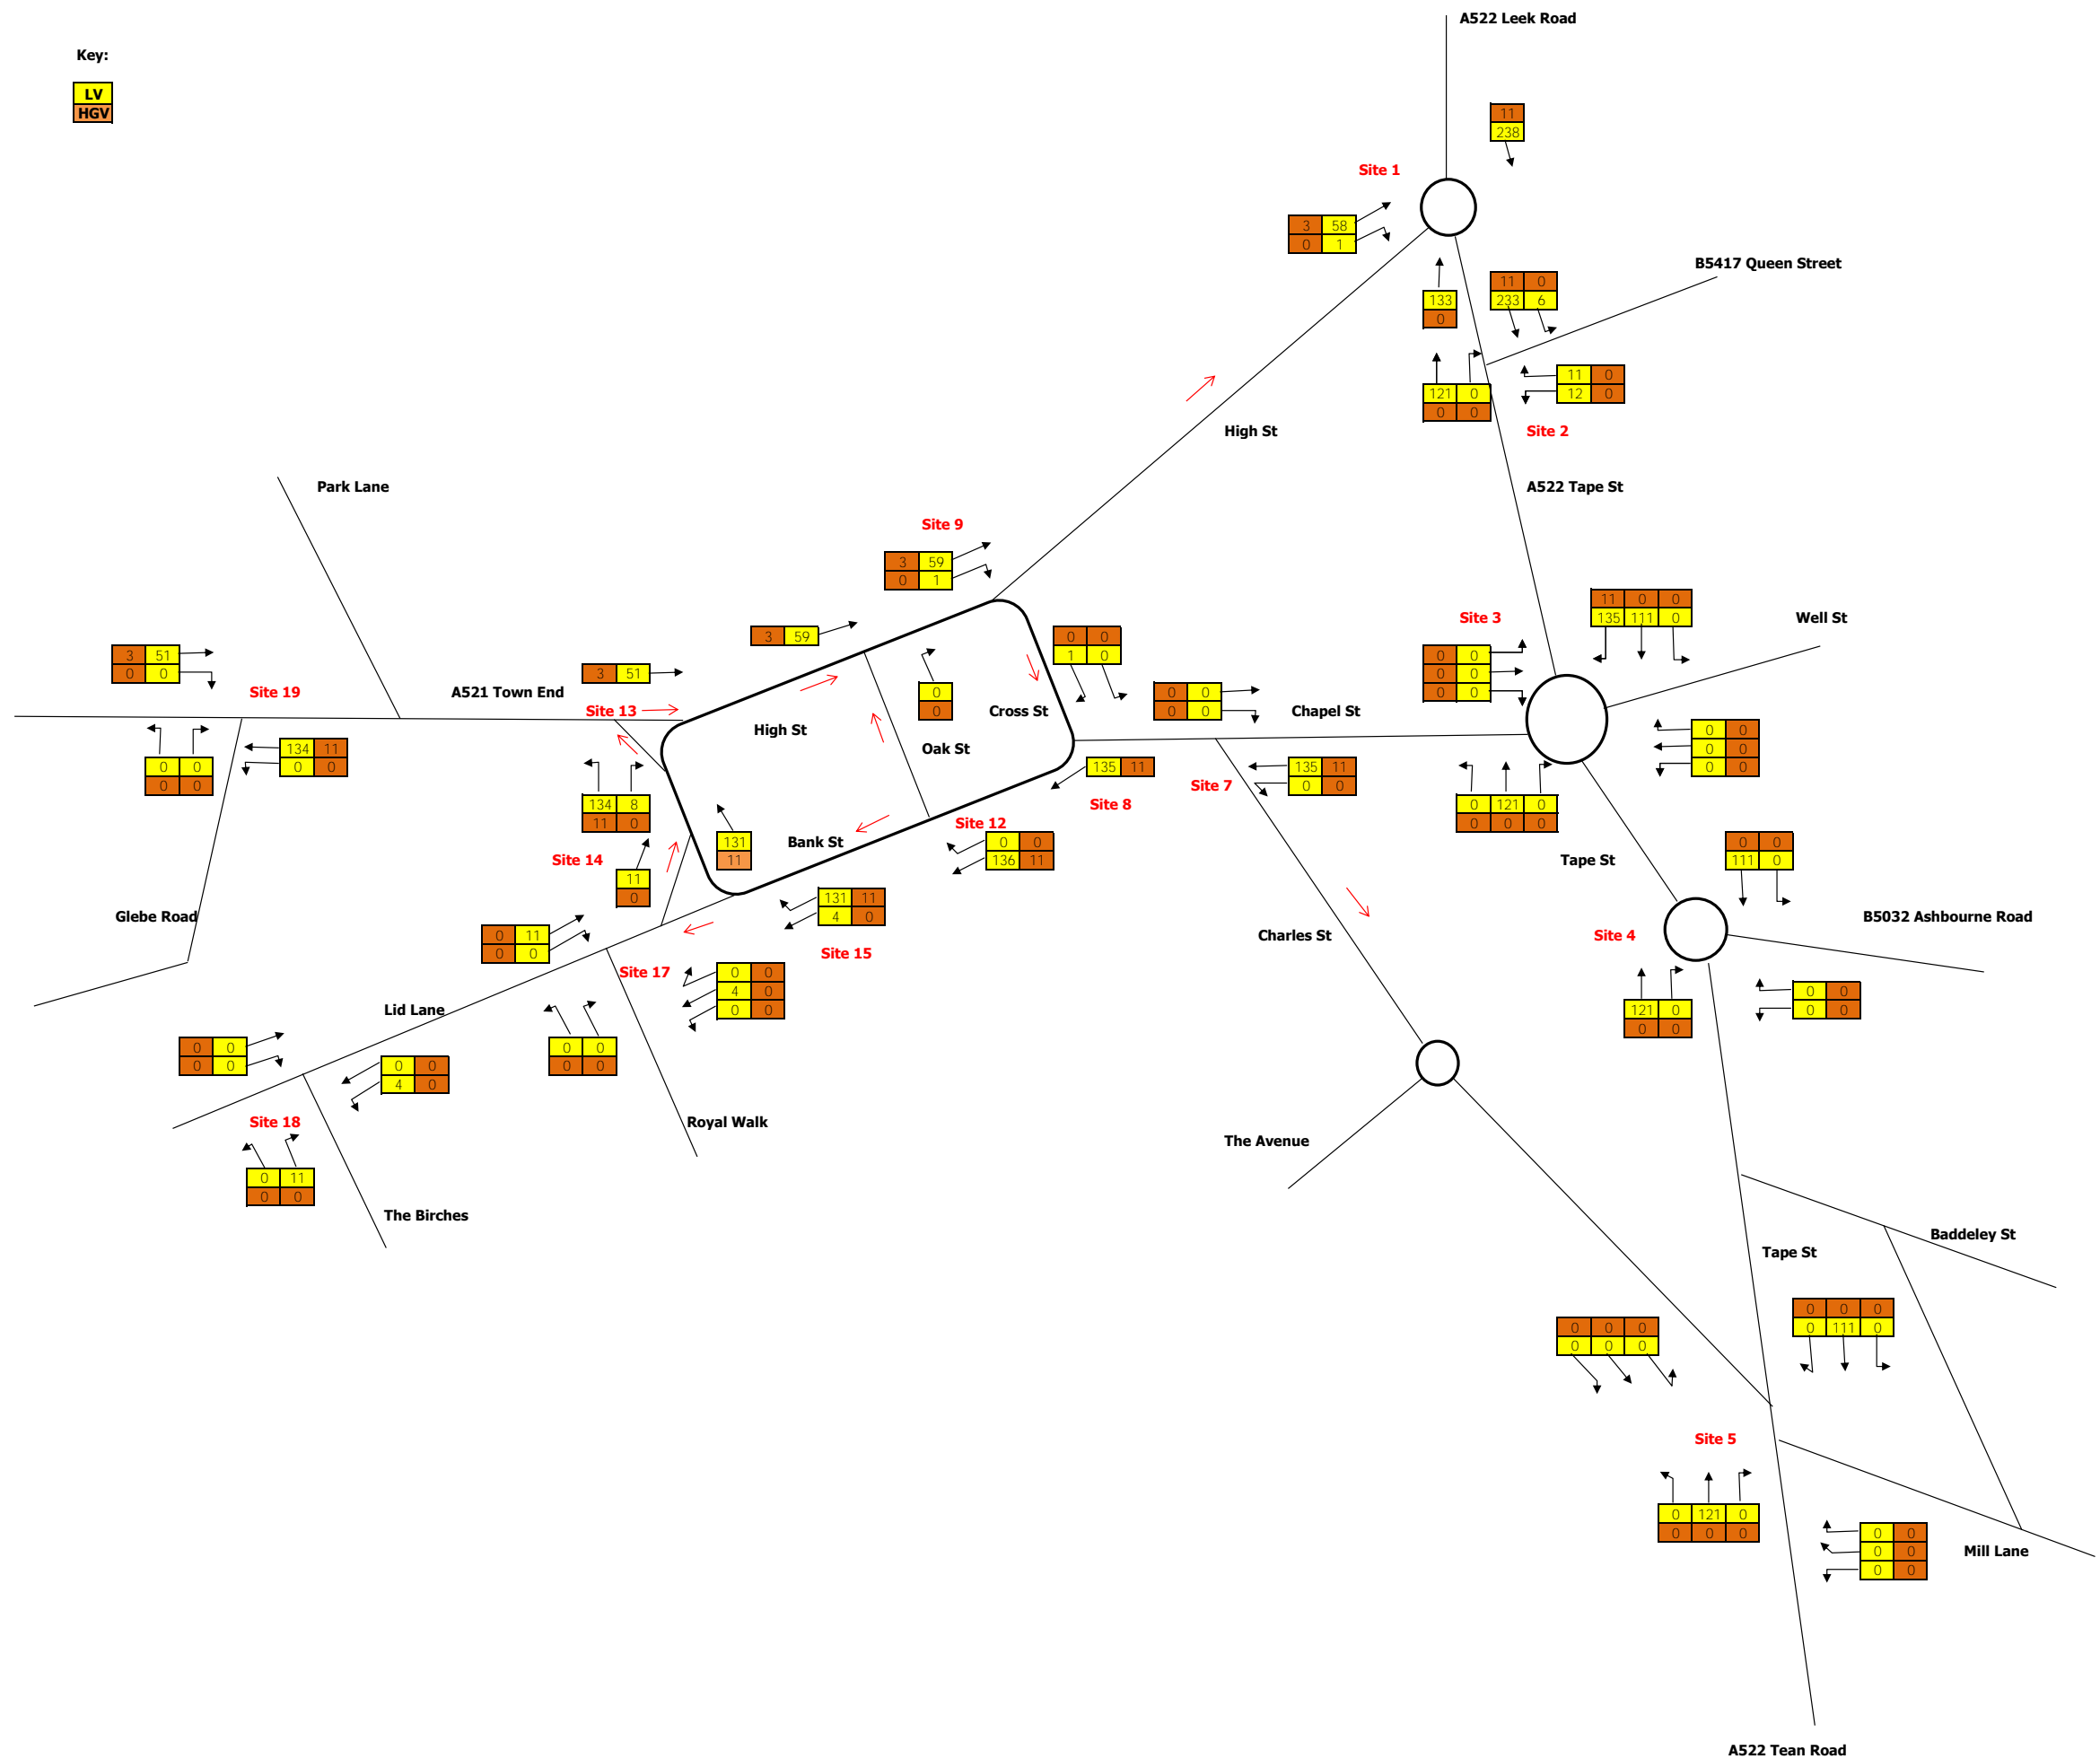 A522 Leek Road
Key:
LV
HGV
11
238
Site 1
3 58
0 1
B5417 Queen Street
133
0
11 0
233 6
121 0
0 0
11 0
12 0
High St
Site 2
Park Lane
A522 Tape St
Site 9
3 59
0 1
3 59
0 0
1 0
Site 3
11 0 0
135 111 0
Well St
0 0
0 0
0 0
3 51
0 0
Site 19
A521 Town End
3 51
Site 13
High St
0
0
Cross St
Oak St
0 0
0 0
Chapel St
134 11
0 0
0 0
0 0
135 11
Site 8
Site 7
135 11
0 0
0 0
0 0
0 0
0 121 0
0 0 0
134 8
11 0
131
11
Bank St
Site 12
0 0
136 11
Site 14
11
0
Tape St
0 0
111 0
Glebe Road
131 11
4 0
Site 15
B5032 Ashbourne Road
Site 4
Charles St
0 11
0 0
Site 17
0 0
4 0
0 0
121 0
0 0
0 0
0 0
Lid Lane
0 0
0 0
0 0
4 0
0 0
0 0
Site 18
Royal Walk
The Avenue
0 11
0 0
The Birches
Baddeley St
Tape St
0 0 0
0 0 0
0 0 0
0 111 0
Site 5
0 121 0
0 0 0
0 0
0 0
0 0
Mill Lane
A522 Tean Road